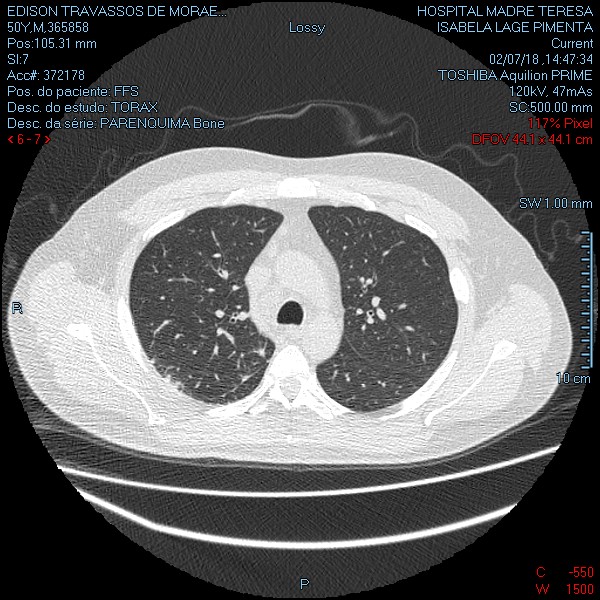 EDISON TRAVASSOS DE MORAE...
50Y,M,365858
Pos:105.31 mm
SI:7
Acc#: 372178
Pos. do paciente: FFS
Desc. do estudo: TORAX
Desc. da série: PARENQUIMA Bone
< 6 - 7 >
Lossy
HOSPITAL MADRE TERESA
ISABELA LAGE PIMENTA
Current
02/07/18 ,14:47:34
TOSHIBA Aquilion PRIME
120kV, 47mAs
SC:500.00 mm
117% Pixel
DFOV 44.1 x 44.1 cm
SW 1.00 mm
R
10 cm
P
C -550
W 1500